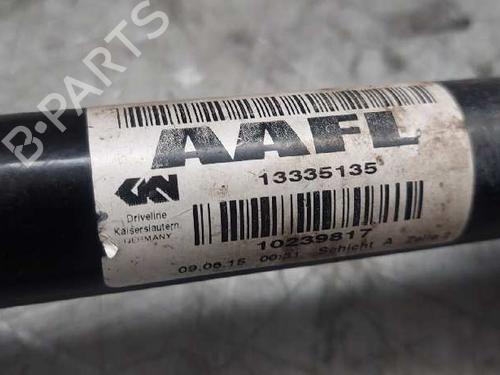 B-PARTS
AAFL
13335135
GKN
Driveline
Kaiserslautern
GERMANY
10239817
09.06.15 00:31 Schicht A